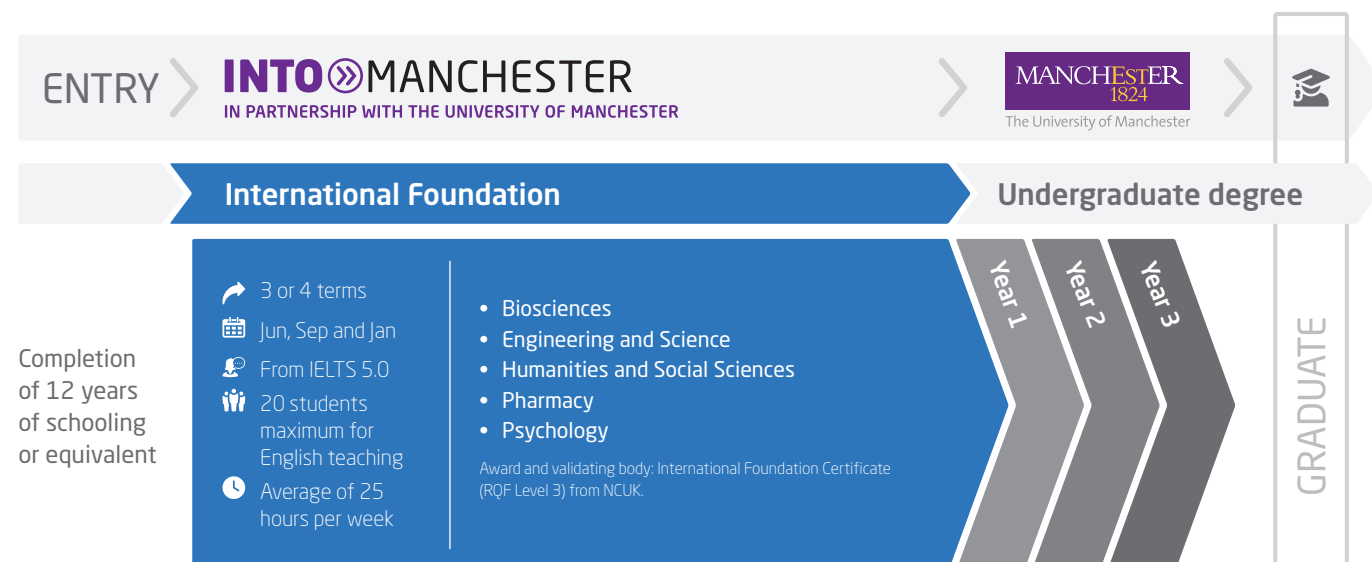 ENTRY
INTO MANCHESTER
IN PARTNERSHIP WITH THE UNIVERSITY OF MANCHESTER
MANCHESTER
1824
The University of Manchester
International Foundation
Undergraduate degree
Completion
of 12 years
of schooling
or equivalent
3 or 4 terms
Jun, Sep and Jan
From IELTS 5.0
20 students
maximum for
English teaching
Average of 25
hours per week
• Biosciences
• Engineering and Science
• Humanities and Social Sciences
• Pharmacy
• Psychology
Award and validating body: International Foundation Certificate
(RQF Level 3) from NCUK.
Year 1
Year 2
Year 3
GRADUATE